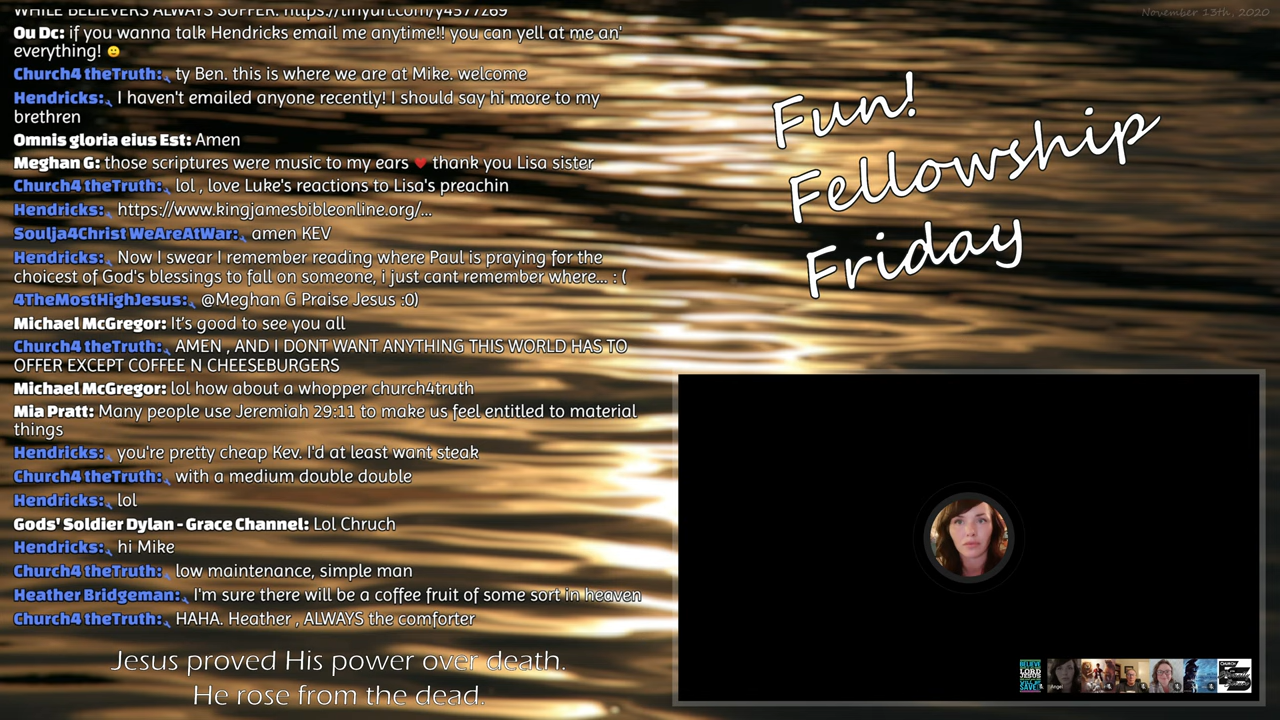 WHILE BELIEVERS ALWAYS SUFFER. https://tinyurl.com/y4577269
Ou Dc: if you wanna talk Hendricks email me anytime!! you can yell at me an'
everything! 🙂
Church4 theTruth: ty Ben. this is where we are at Mike. welcome
Hendricks: I haven't emailed anyone recently! I should say hi more to my
brethren
Omnis gloria eius Est: Amen
Meghan G: those scriptures were music to my ears ♥ thank you Lisa sister
Church4 theTruth: lol , love Luke's reactions to Lisa's preachin
Hendricks: https://www.kingjamesbibleonline.org/...
Soulja4Christ WeAreAtWar: amen KEV
Hendricks: Now I swear I remember reading where Paul is praying for the
choicest of God's blessings to fall on someone, i just cant remember where... : (
4TheMostHighJesus: @Meghan G Praise Jesus :0)
Michael McGregor: It's good to see you all
Church4 theTruth: AMEN , AND I DONT WANT ANYTHING THIS WORLD HAS TO
OFFER EXCEPT COFFEE N CHEESEBURGERS
Michael McGregor: lol how about a whopper church4truth
Mia Pratt: Many people use Jeremiah 29:11 to make us feel entitled to material
things
Hendricks: you're pretty cheap Kev. I'd at least want steak
Church4 theTruth: with a medium double double
Hendricks: lol
Gods' Soldier Dylan - Grace Channel: Lol Chruch
Hendricks: hi Mike
Church4 theTruth: low maintenance, simple man
Heather Bridgeman: I'm sure there will be a coffee fruit of some sort in heaven
Church4 theTruth: HAHA. Heather , ALWAYS the comforter
Jesus proved His power over death.
He rose from the dead.
November 13th, 2020
Fun!
Fellowship
Friday
BELIEVE
LORD
JESUS
SAVE
Angel
CHURCH